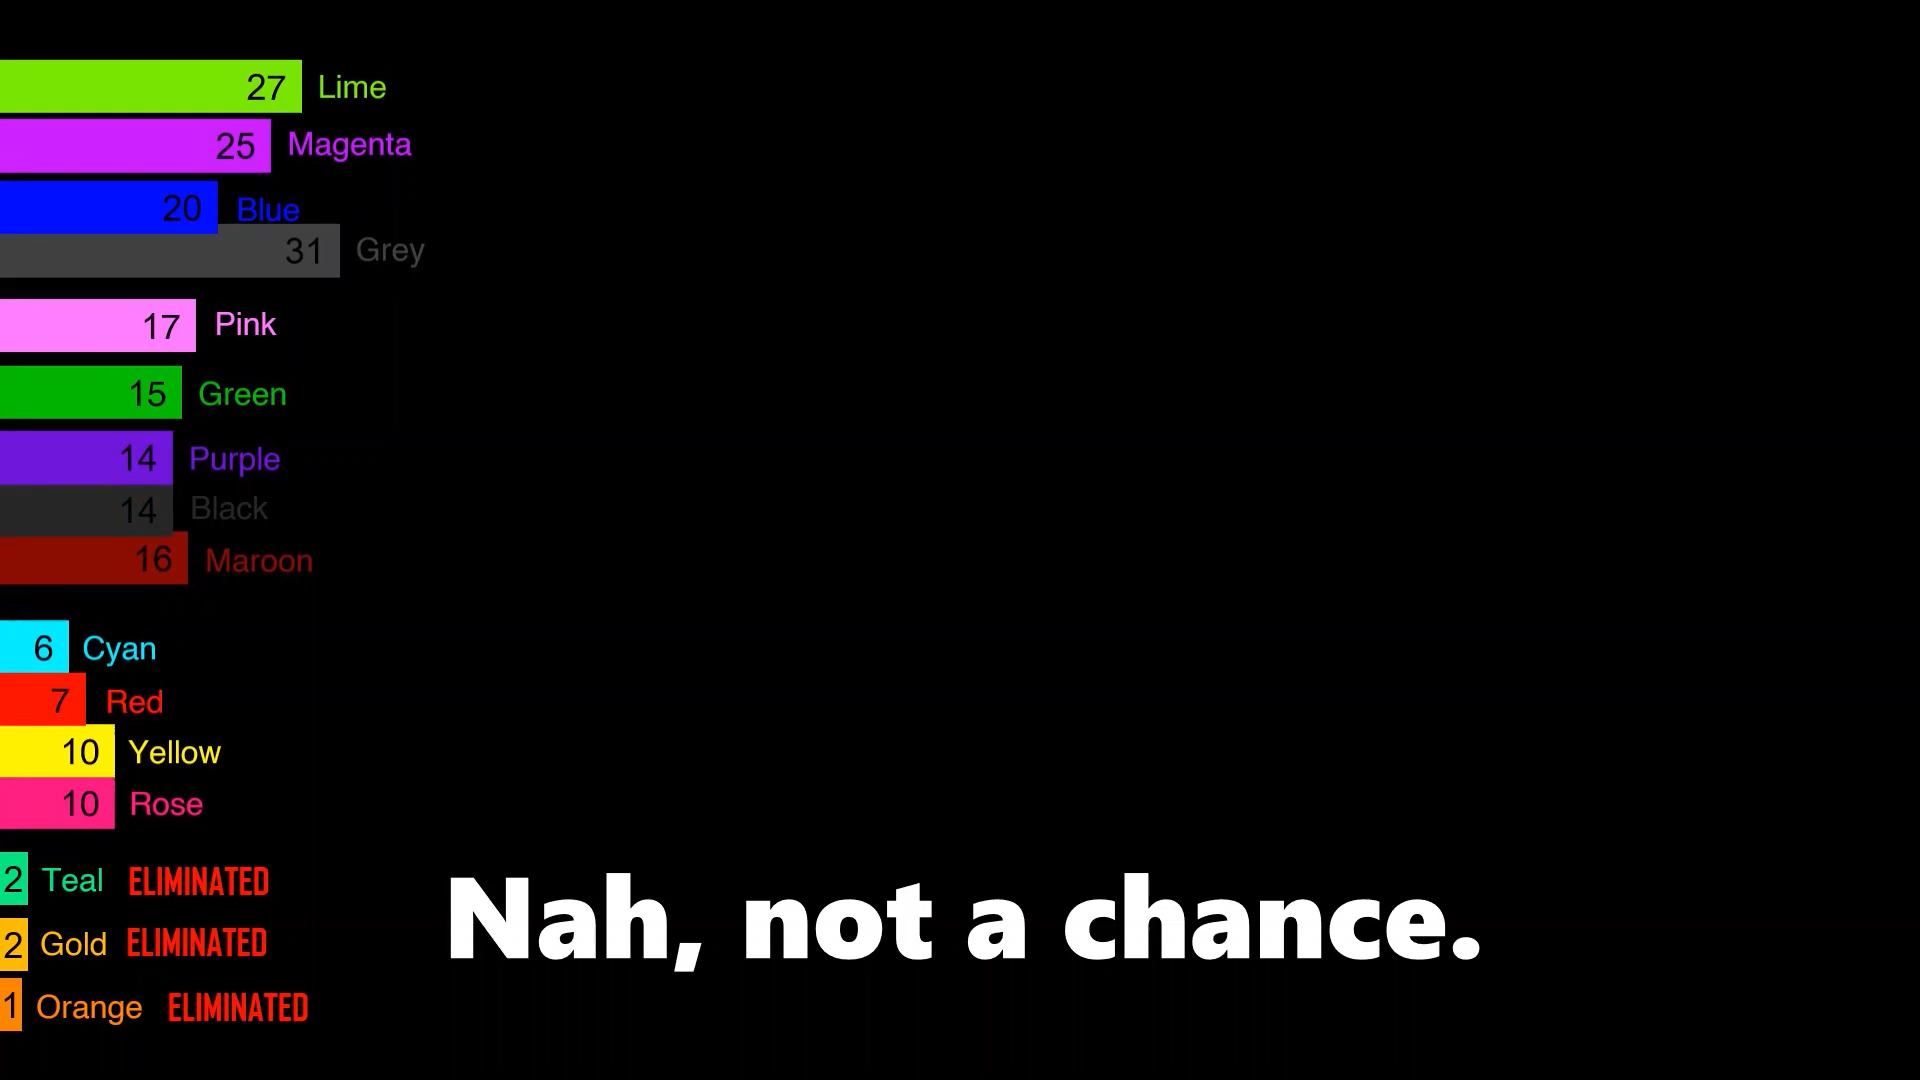 27 Lime
25 Magenta
20 Blue
31 Grey
17 Pink
15 Green
14 Purple
14 Black
16 Maroon
6 Cyan
7 Red
10 Yellow
10 Rose
2 Teal ELIMINATED
2 Gold ELIMINATED
1 Orange ELIMINATED
Nah, not a chance.